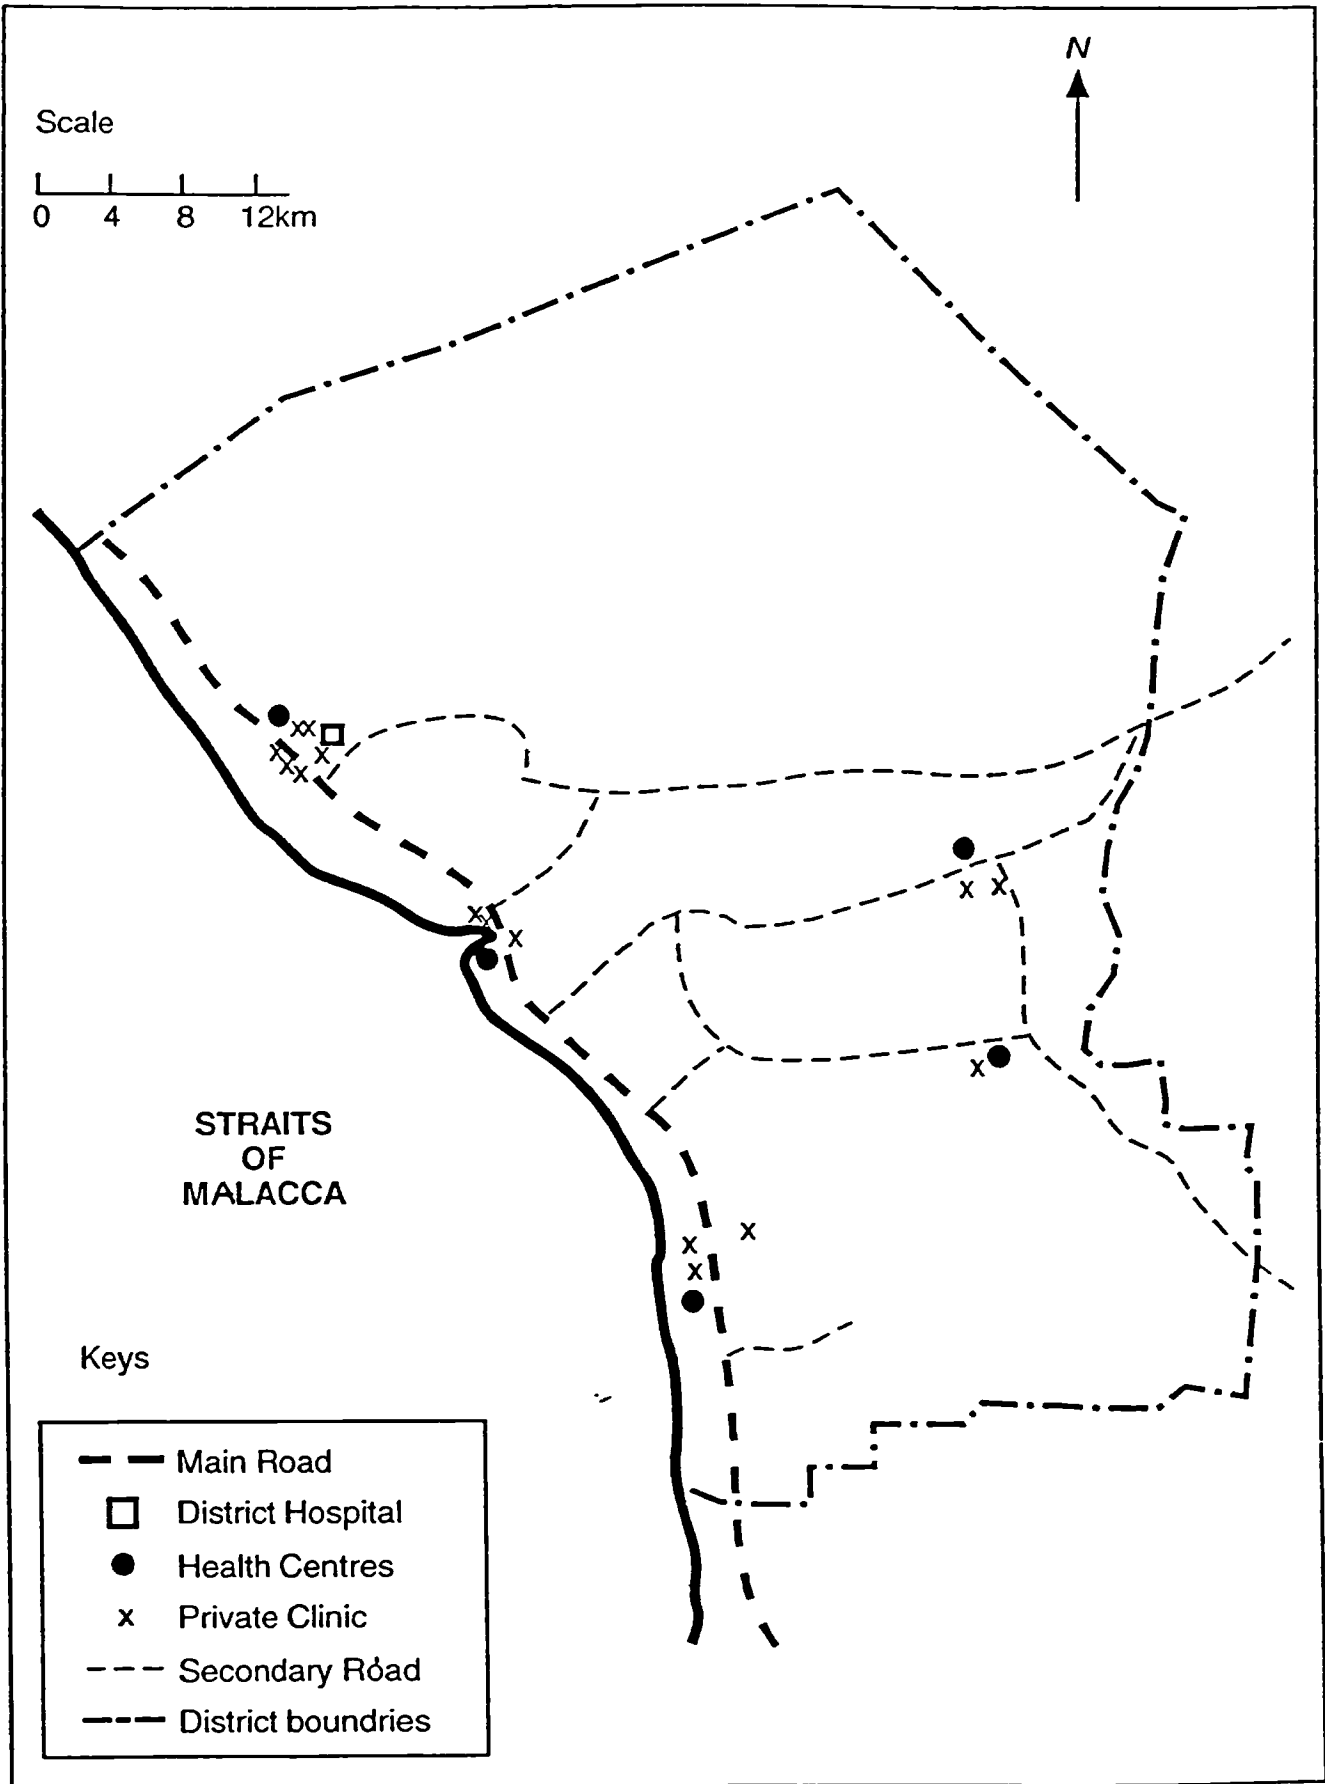 N
Scale
0 4 8 12km
STRAITS
OF
MALACCA
Keys
Main Road
District Hospital
Health Centres
x Private Clinic
Secondary Road
District boundries